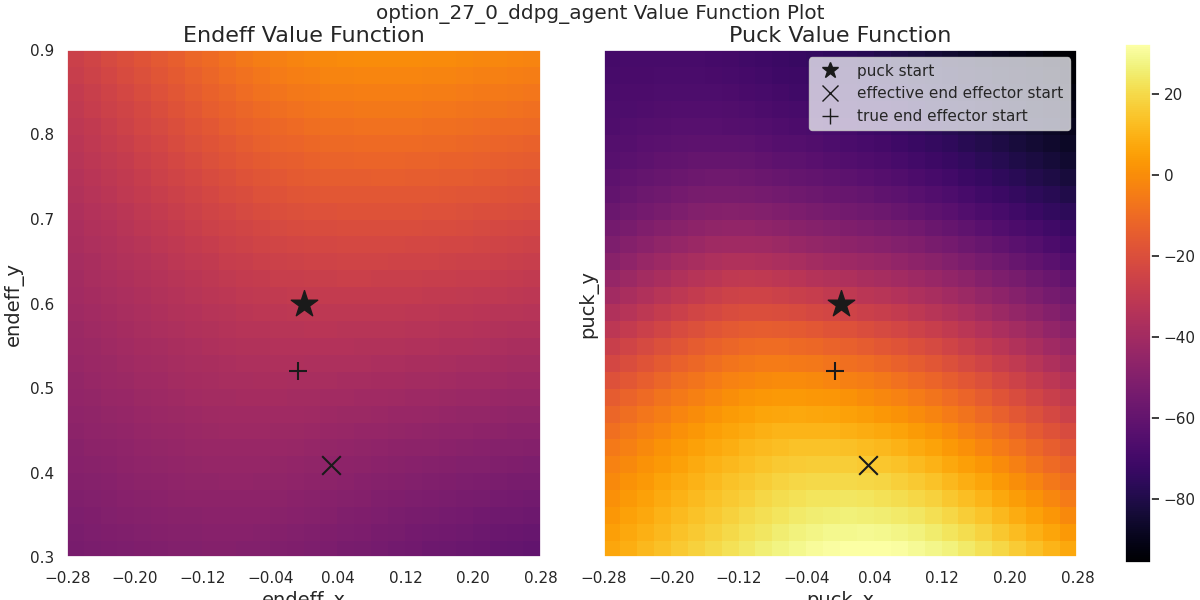 option_27_0_ddpg_agent Value Function Plot
Endeff Value Function
Puck Value Function
puck start
effective end effector start
true end effector start
endeff_y
0.9
0.8
0.7
0.6
0.5
0.4
0.3
−0.28 −0.20 −0.12 −0.04 0.04 0.12 0.20 0.28
endeff_x
puck_y
−0.28 −0.20 −0.12 −0.04 0.04 0.12 0.20 0.28
puck_x
20
0
−20
−40
−60
−80